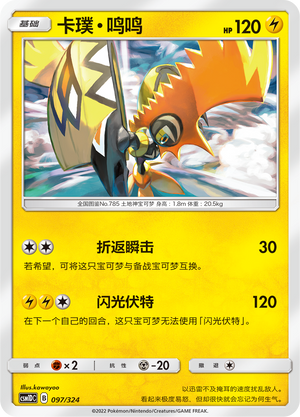 基础 卡璞・鸣鸣 HP 120
全国图鉴No.785 土地神宝可梦 身高：1.8m 体重：20.5kg
折返瞬击 30
若希望，可将这只宝可梦与备战宝可梦互换。
闪光伏特 120
在下一个自己的回合，这只宝可梦无法使用「闪光伏特」。
弱点 ×2 抗性 -20 撤退
Illus.kawayoo
CSM1DC B 097/324
以迅雷不及掩耳的速度扰乱敌人。
看起来极度易怒，但却很快就会忘记为何生气。
©2022 Pokémon/Nintendo/Creatures/GAME FREAK.